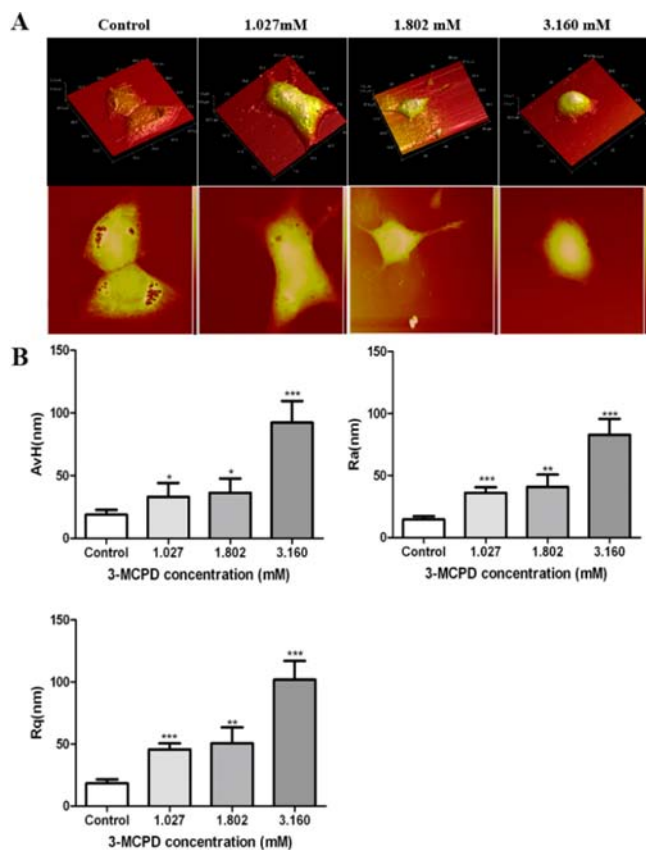 A
Control 1.027mM 1.802 mM 3.160 mM
B
150
100
50
0
AvH(nm)
* * ***
Control 1.027 1.802 3.160
3-MCPD concentration (mM)
150
100
50
0
Ra(nm)
*** ** ***
Control 1.027 1.802 3.160
3-MCPD concentration (mM)
150
100
50
0
Rq(nm)
*** ** ***
Control 1.027 1.802 3.160
3-MCPD concentration (mM)